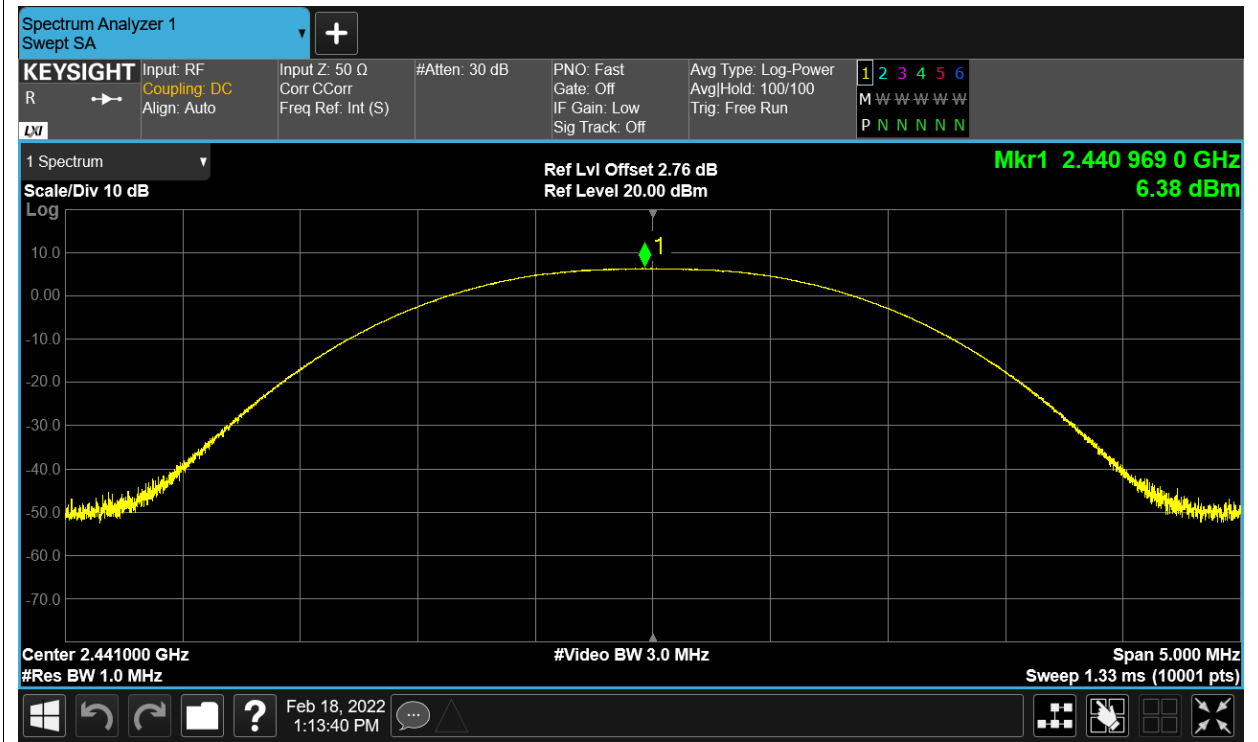 Spectrum Analyzer 1
Swept SA
+
KEYSIGHT
R
LXI
Input: RF
Coupling: DC
Align: Auto
Input Z: 50 Ω
Corr CCorr
Freq Ref: Int (S)
#Atten: 30 dB
PNO: Fast
Gate: Off
IF Gain: Low
Sig Track: Off
Avg Type: Log-Power
Avg|Hold: 100/100
Trig: Free Run
1 2 3 4 5 6
M W W W W W
P N N N N N
1 Spectrum
Scale/Div 10 dB
Log
Ref Lvl Offset 2.76 dB
Ref Level 20.00 dBm
Mkr1 2.440 969 0 GHz
6.38 dBm
1
10.0
0.00
-10.0
-20.0
-30.0
-40.0
-50.0
-60.0
-70.0
Center 2.441000 GHz
#Res BW 1.0 MHz
#Video BW 3.0 MHz
Span 5.000 MHz
Sweep 1.33 ms (10001 pts)
?
Feb 18, 2022
1:13:40 PM